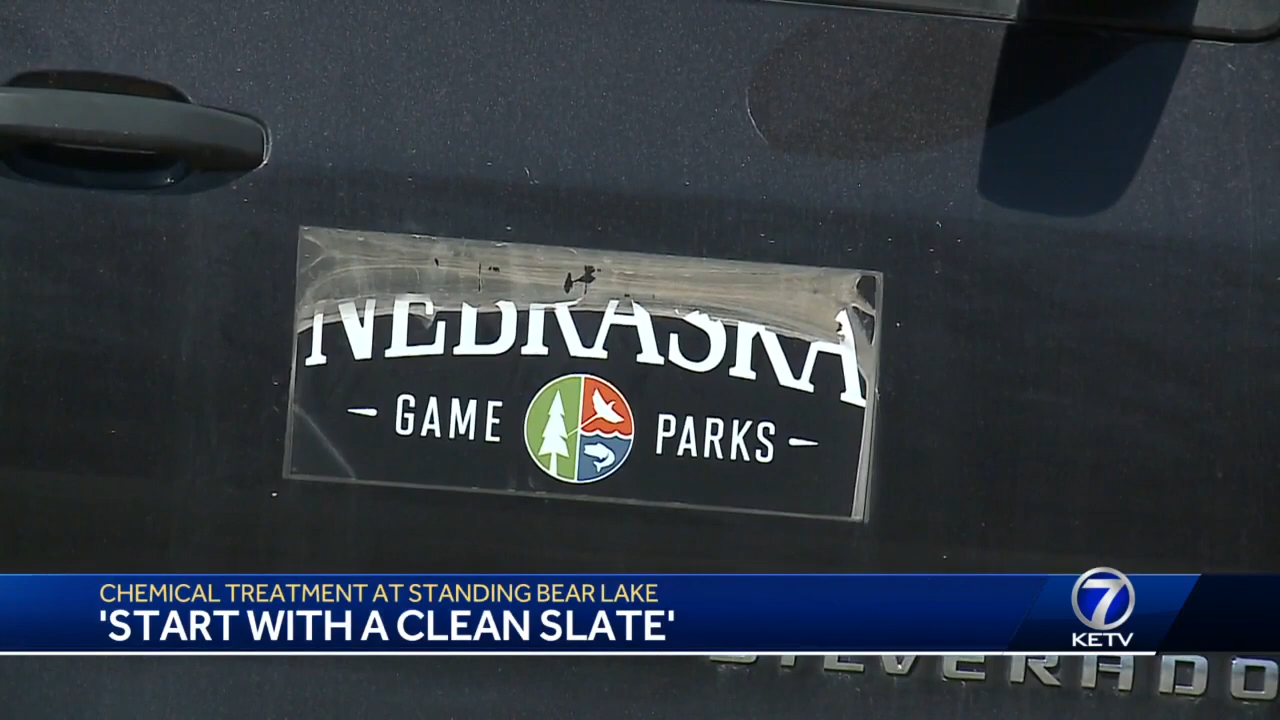 NEBRASKA
GAME PARKS
CHEMICAL TREATMENT AT STANDING BEAR LAKE
'START WITH A CLEAN SLATE'
7
KETV
SILVERADO